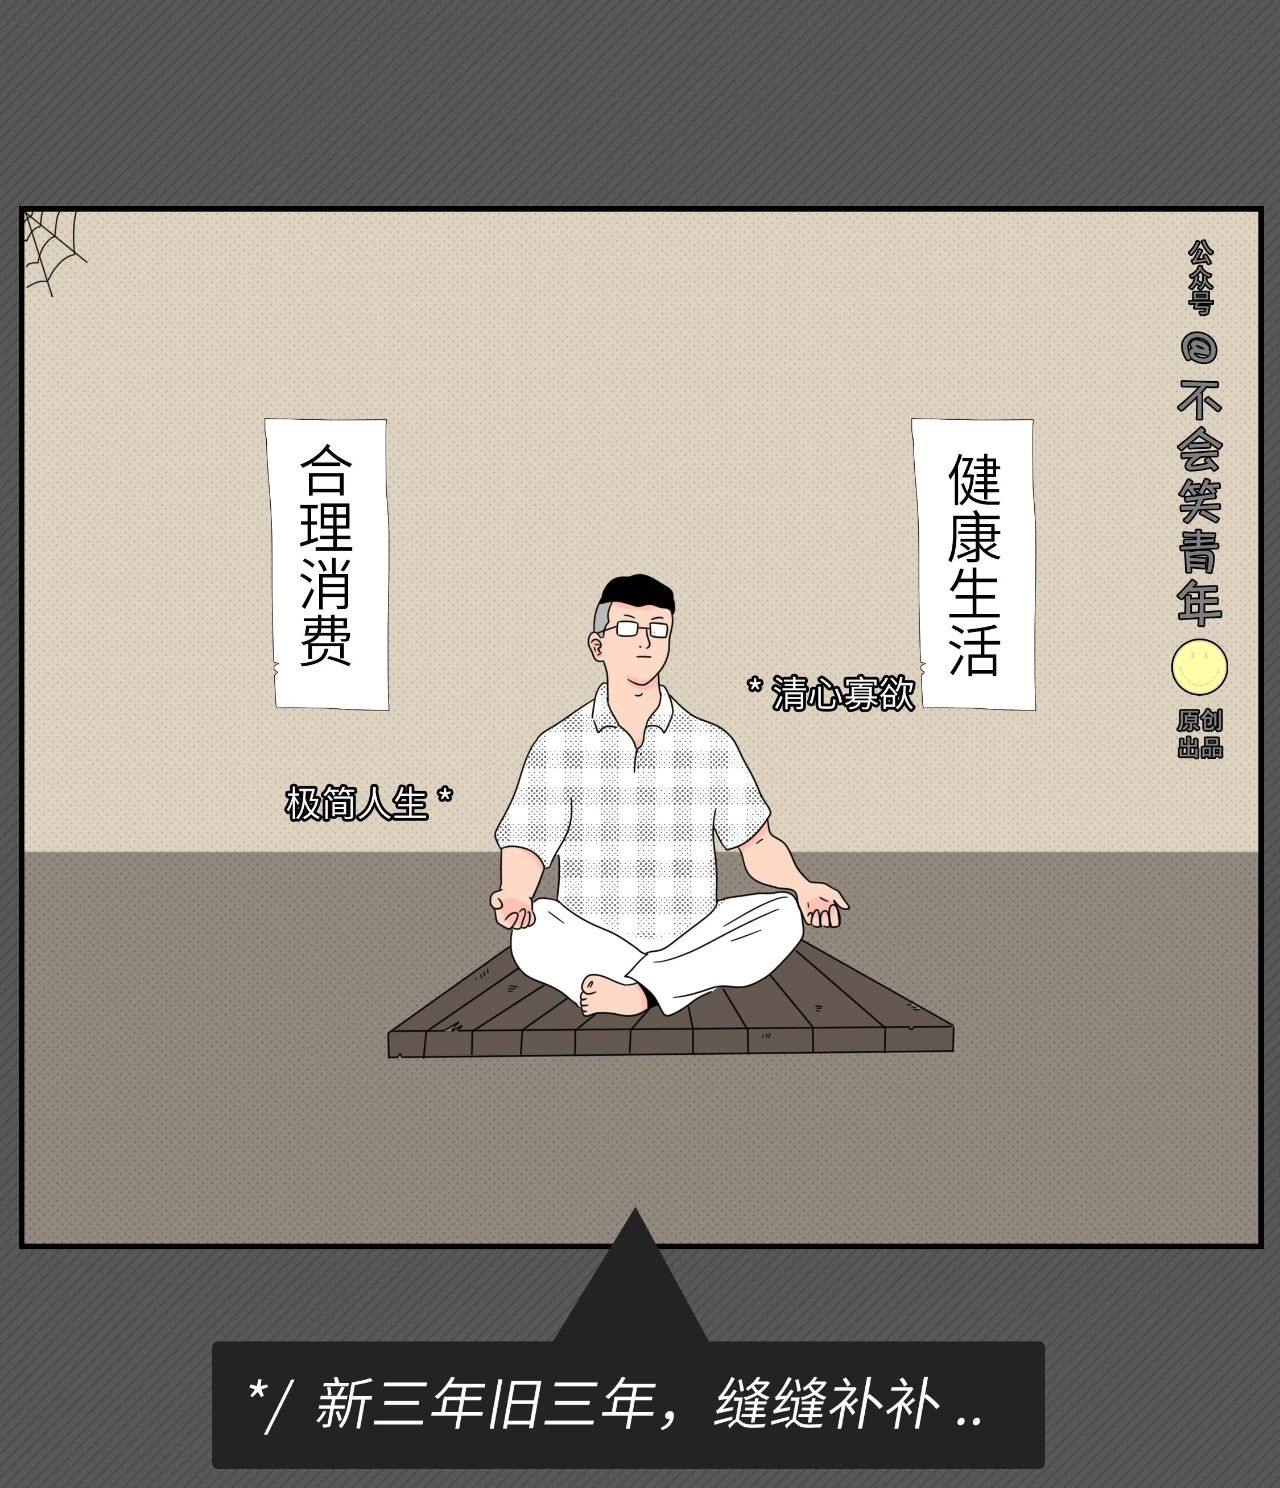 公众号
@不会笑青年
原创
出品
合理消费
健康生活
* 清心寡欲
极简人生 *
*/ 新三年旧三年，缝缝补补 ..